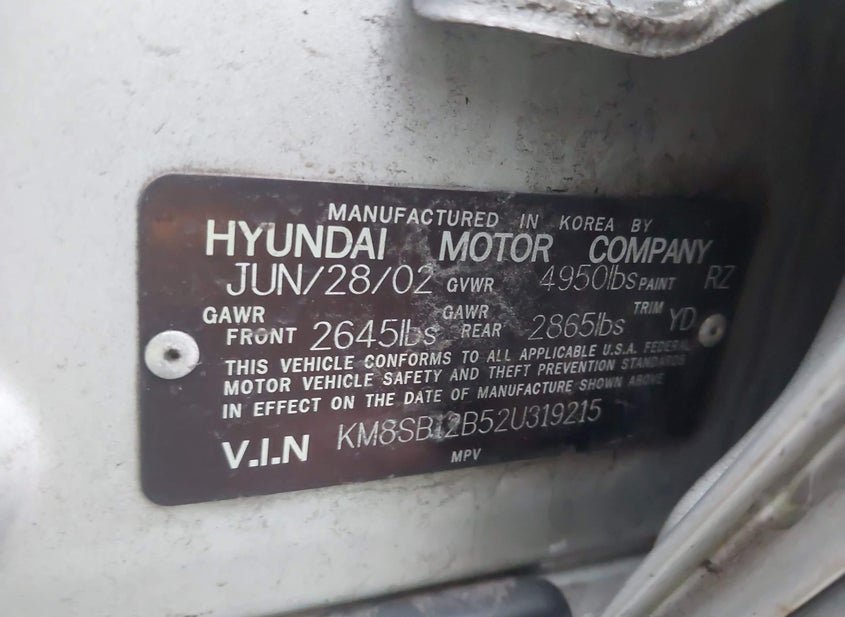 MANUFACTURED IN KOREA BY
HYUNDAI MOTOR COMPANY
JUN/28/02 GVWR 4950lbs PAINT RZ
GAWR FRONT 2645lbs GAWR REAR 2865lbs TRIM YD
THIS VEHICLE CONFORMS TO ALL APPLICABLE U.S.A. FEDERAL
MOTOR VEHICLE SAFETY AND THEFT PREVENTION STANDARDS
IN EFFECT ON THE DATE OF MANUFACTURE SHOWN ABOVE
V.I.N KM8SB12B52U319215
MPV